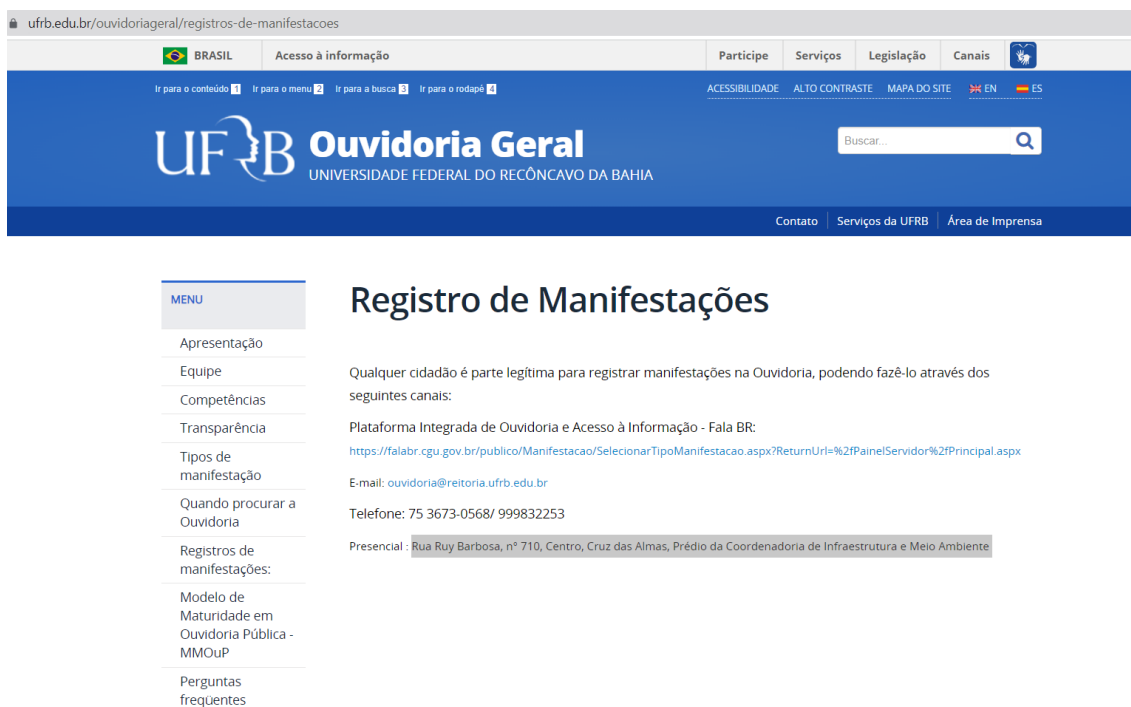 ufrb.edu.br/ouvidoriageral/registros-de-manifestacoes
BRASIL Acesso à informação Participe Serviços Legislação Canais
Ir para o conteúdo 1 Ir para o menu 2 Ir para a busca 3 Ir para o rodapé 4 ACESSIBILIDADE ALTO CONTRASTE MAPA DO SITE EN ES
UFRB Ouvidoria Geral Buscar...
UNIVERSIDADE FEDERAL DO RECÔNCAVO DA BAHIA
Contato Serviços da UFRB Área de Imprensa
MENU
Apresentação
Equipe
Competências
Transparência
Tipos de
manifestação
Quando procurar a
Ouvidoria
Registros de
manifestações:
Modelo de
Maturidade em
Ouvidoria Pública -
MMOuP
Perguntas
freqüentes
Registro de Manifestações
Qualquer cidadão é parte legítima para registrar manifestações na Ouvidoria, podendo fazê-lo através dos
seguintes canais:
Plataforma Integrada de Ouvidoria e Acesso à Informação - Fala BR:
https://falabr.cgu.gov.br/publico/Manifestacao/SelecionarTipoManifestacao.aspx?ReturnUrl=%2fPainelServidor%2fPrincipal.aspx
E-mail: ouvidoria@reitoria.ufrb.edu.br
Telefone: 75 3673-0568/ 999832253
Presencial : Rua Ruy Barbosa, nº 710, Centro, Cruz das Almas, Prédio da Coordenadoria de Infraestrutura e Meio Ambiente